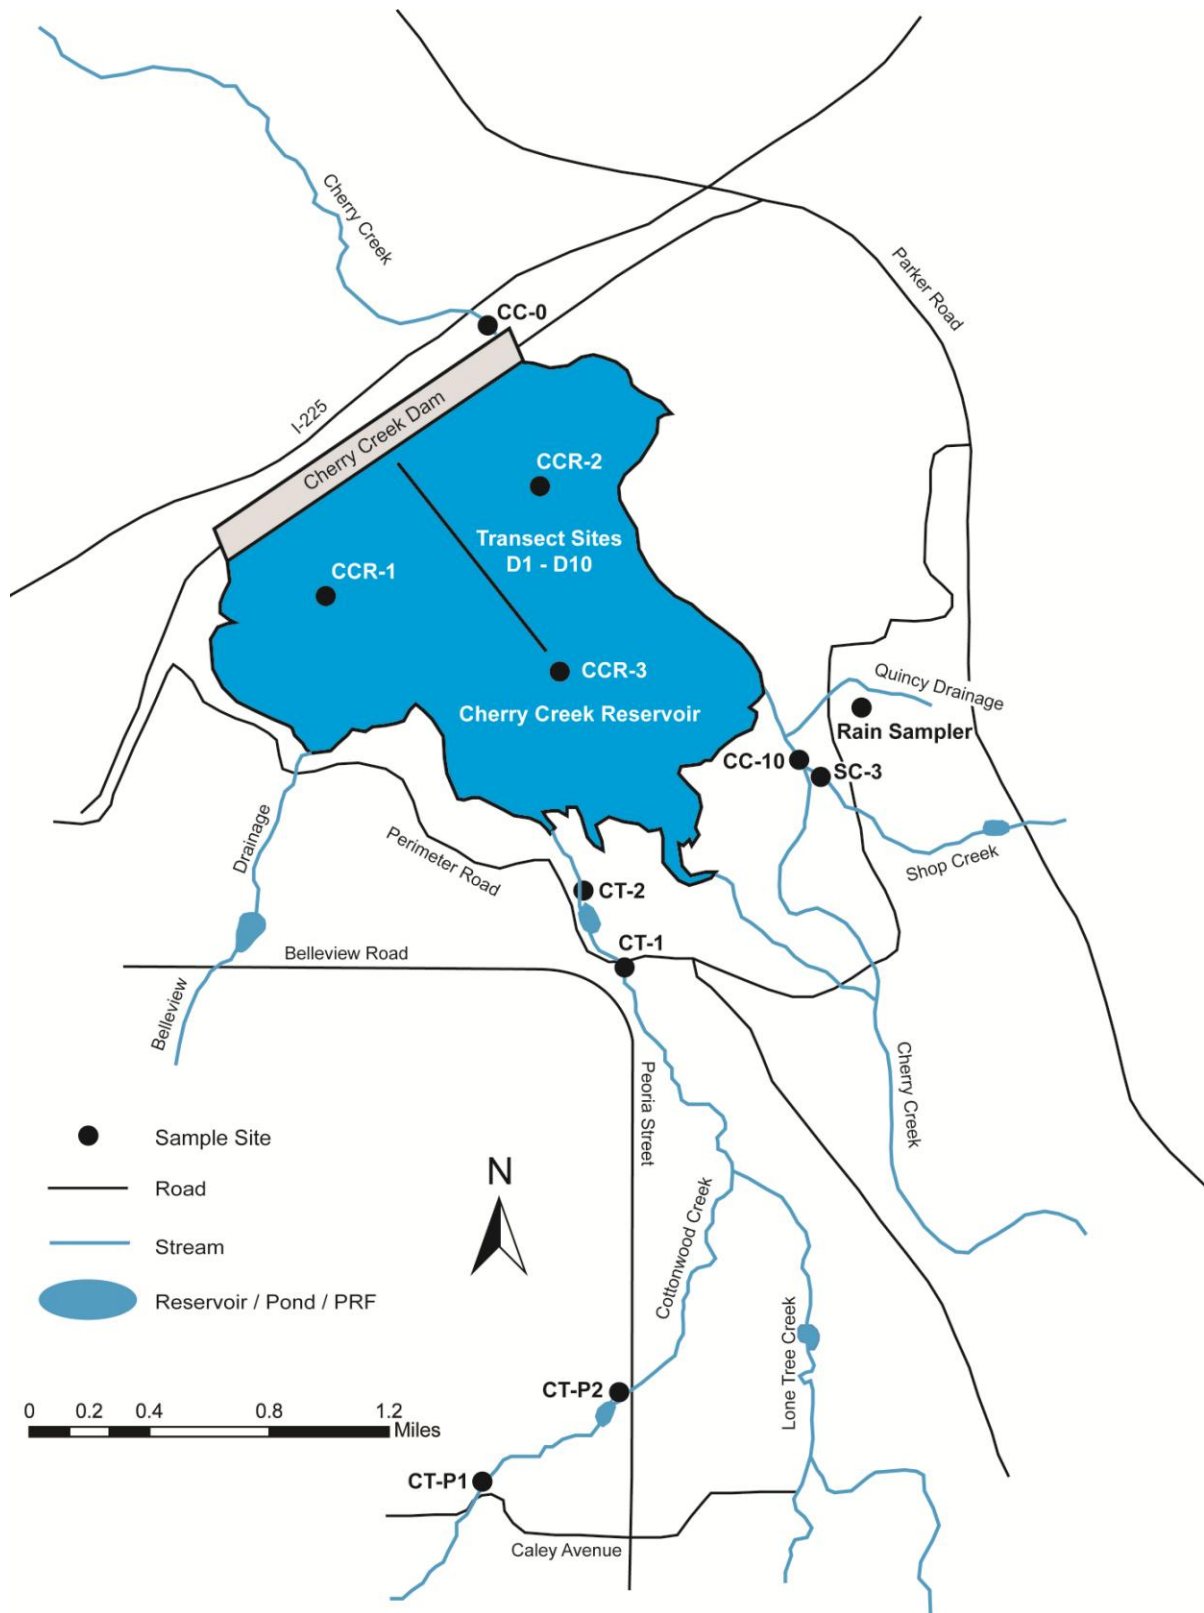 Cherry Creek
Parker Road
CC-0
I-225
Cherry Creek Dam
CCR-2
Transect Sites
D1 - D10
CCR-1
CCR-3
Cherry Creek Reservoir
Quincy Drainage
Rain Sampler
CC-10
SC-3
Shop Creek
Drainage
Perimeter Road
CT-2
CT-1
Belleview Road
Belleview
Peoria Street
Cherry Creek
Sample Site
Road
Stream
Reservoir / Pond / PRF
N
Cottonwood Creek
Lone Tree Creek
CT-P2
0 0.2 0.4 0.8 1.2
Miles
CT-P1
Caley Avenue